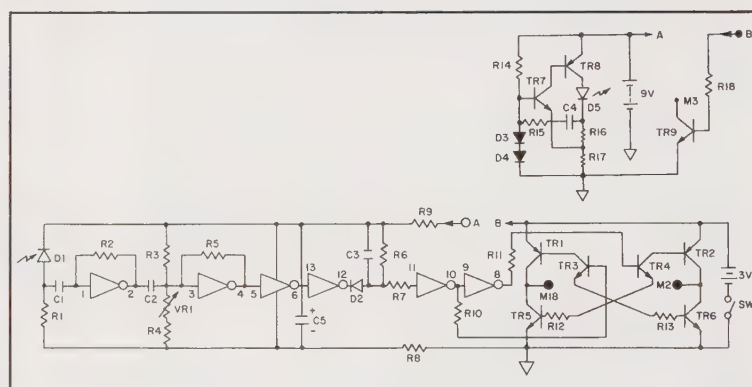 A
B
R14
TR8
TR7
D5
9V
R18
M3
C4
R15
R16
TR9
D3
D4
R17
R9
A
B
R2
R3
R5
C3
R6
R11
TR1
TR2
D1
TR3
TR4
3V
13
12
11
10
9
8
C1
1
2
C2
3
4
5
6
D2
R7
M18
M2
VR1
R1
R4
C5
+
-
R10
TR5
R12
R13
TR6
SW
R8